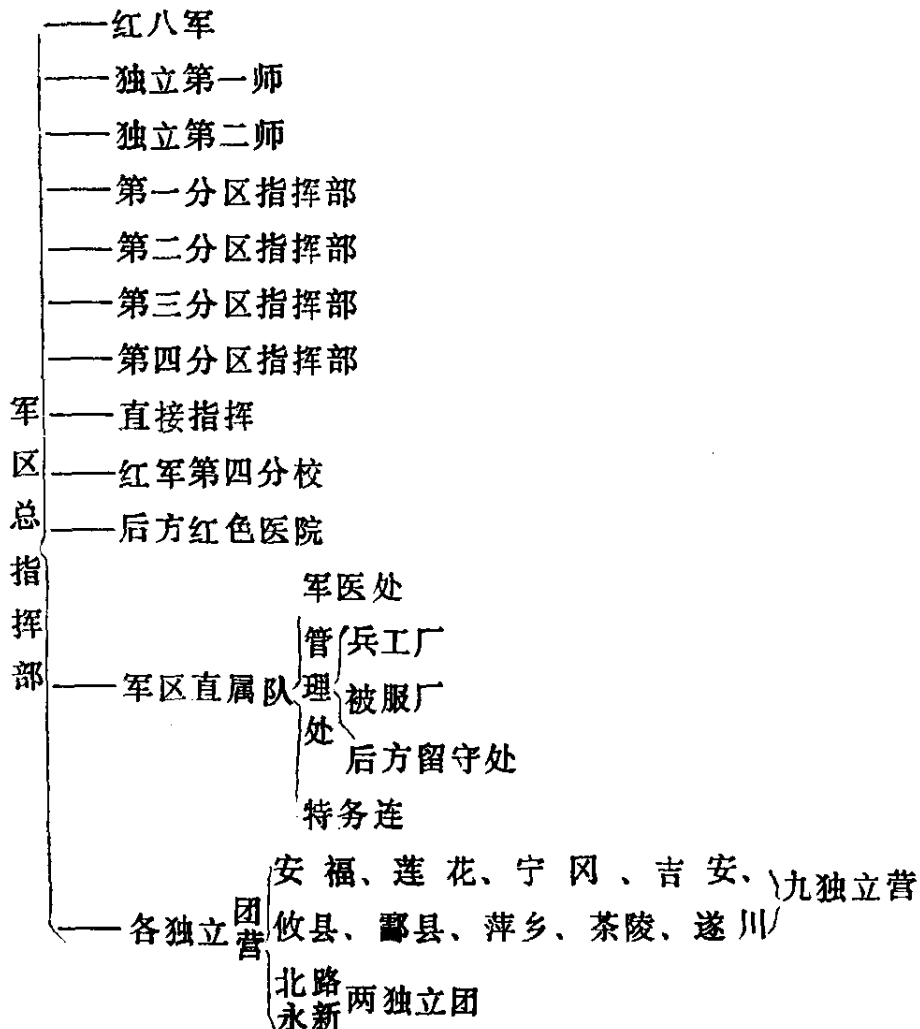 军区总指挥部
红八军
独立第一师
独立第二师
第一分区指挥部
第二分区指挥部
第三分区指挥部
第四分区指挥部
直接指挥
红军第四分校
后方红色医院
军区直属队
军医处
管理处
兵工厂
被服厂
后方留守处
特务连
各独立团营
安福、莲花、宁冈、吉安、
攸县、酃县、萍乡、茶陵、遂川
九独立营
北路
永新
两独立团